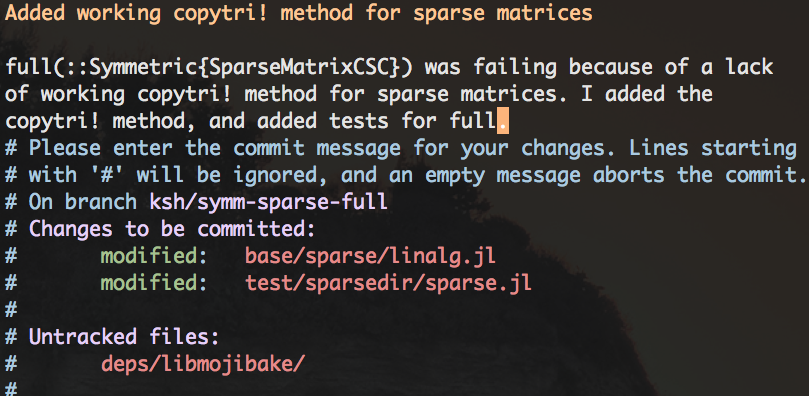 Added working copytri! method for sparse matrices
full(::Symmetric{SparseMatrixCSC}) was failing because of a lack
of working copytri! method for sparse matrices. I added the
copytri! method, and added tests for full.
# Please enter the commit message for your changes. Lines starting
# with '#' will be ignored, and an empty message aborts the commit.
# On branch ksh/symm-sparse-full
# Changes to be committed:
#       modified:   base/sparse/linalg.jl
#       modified:   test/sparsedir/sparse.jl
#
# Untracked files:
#       deps/libmojibake/
#